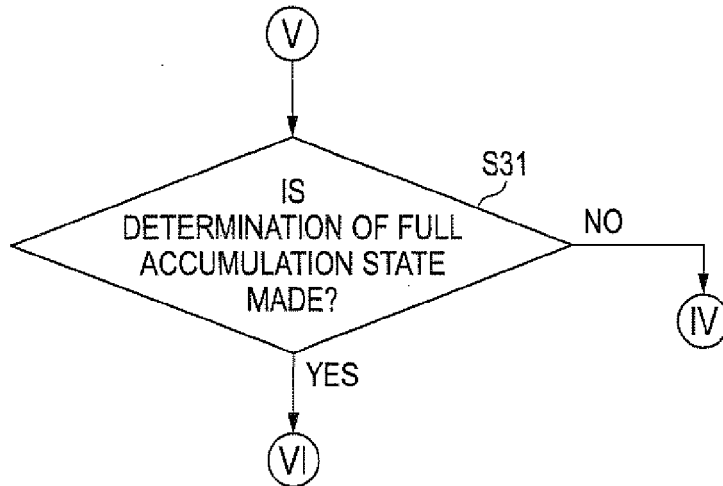 V
S31
IS
DETERMINATION OF FULL
ACCUMULATION STATE
MADE?
NO
IV
YES
VI